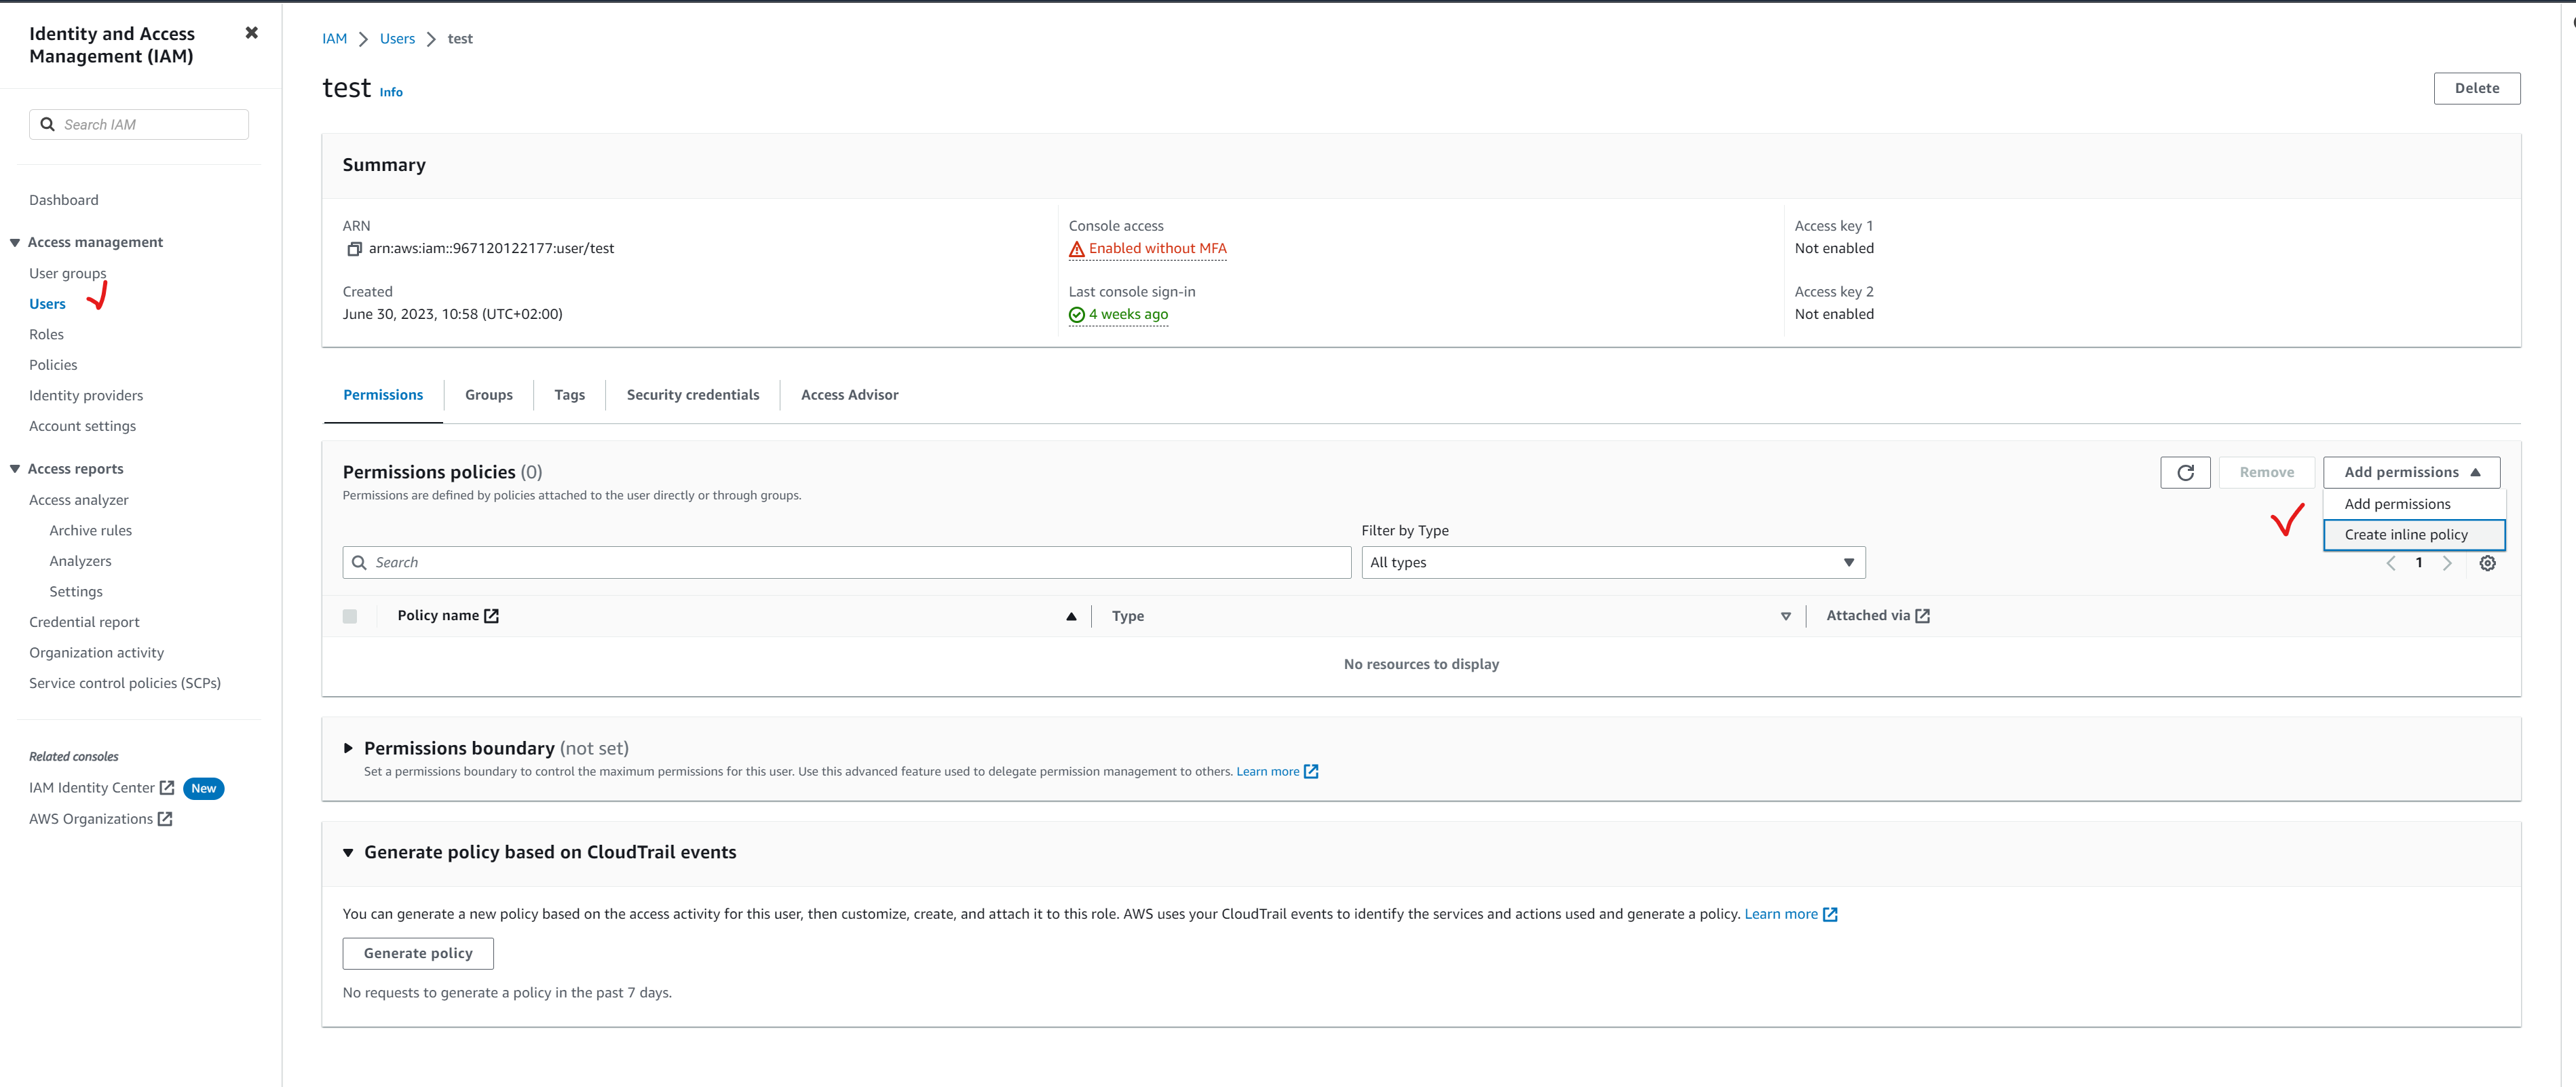 Identity and Access
Management (IAM)
Search IAM
Dashboard
Access management
User groups
Users
Roles
Policies
Identity providers
Account settings
Access reports
Access analyzer
Archive rules
Analyzers
Settings
Credential report
Organization activity
Service control policies (SCPs)
Related consoles
IAM Identity Center New
AWS Organizations
IAM Users test
test Info
Delete
Summary
ARN
arn:aws:iam::967120122177:user/test
Created
June 30, 2023, 10:58 (UTC+02:00)
Console access
Enabled without MFA
Last console sign-in
4 weeks ago
Access key 1
Not enabled
Access key 2
Not enabled
Permissions Groups Tags Security credentials Access Advisor
Permissions policies (0)
Permissions are defined by policies attached to the user directly or through groups.
Remove
Add permissions
Add permissions
Create inline policy
Filter by Type
Search
All types
1
Policy name Type Attached via
No resources to display
Permissions boundary (not set)
Set a permissions boundary to control the maximum permissions for this user. Use this advanced feature used to delegate permission management to others. Learn more
Generate policy based on CloudTrail events
You can generate a new policy based on the access activity for this user, then customize, create, and attach it to this role. AWS uses your CloudTrail events to identify the services and actions used and generate a policy. Learn more
Generate policy
No requests to generate a policy in the past 7 days.